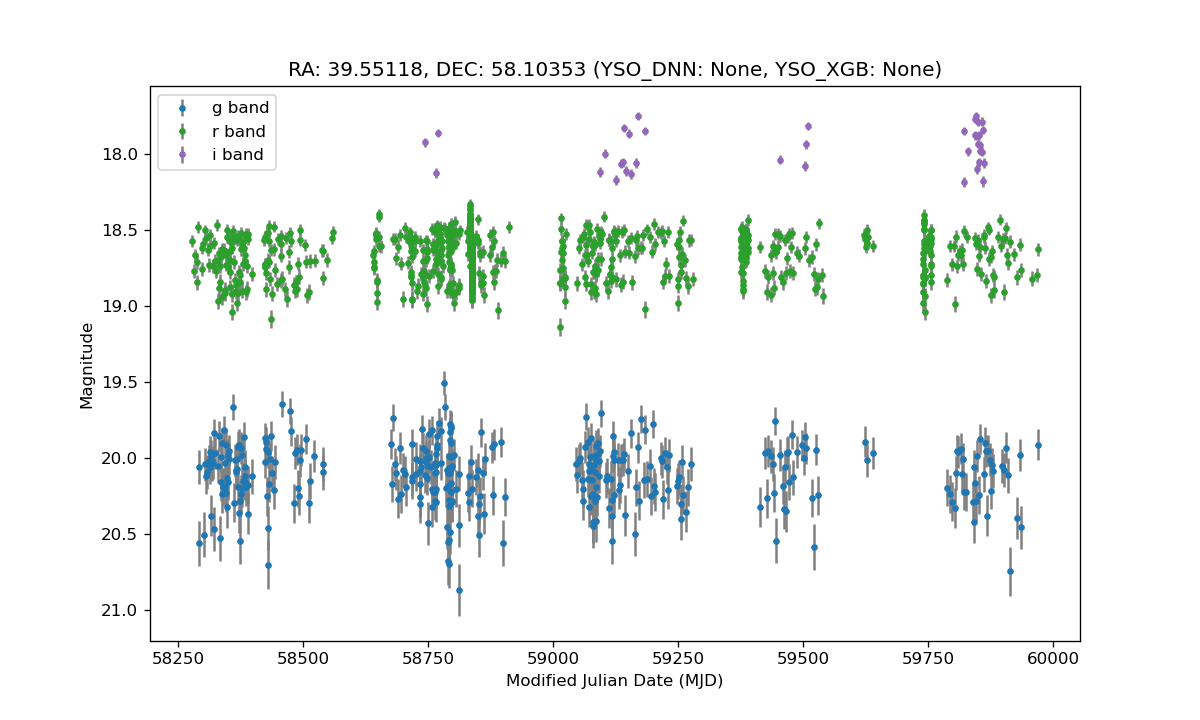 RA: 39.55118, DEC: 58.10353 (YSO_DNN: None, YSO_XGB: None)
g band
r band
i band
18.0
18.5
19.0
19.5
20.0
20.5
21.0
Magnitude
58250 58500 58750 59000 59250 59500 59750 60000
Modified Julian Date (MJD)